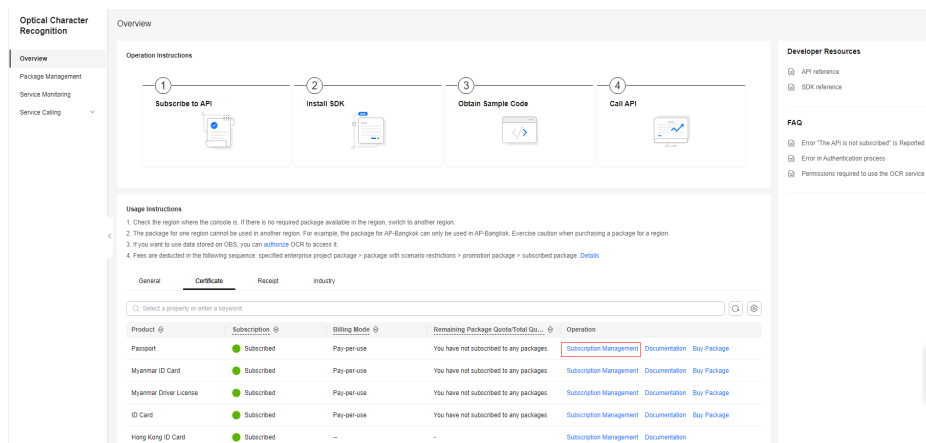 Optical Character
Recognition
Overview
Package Management
Service Monitoring
Service Calling
Overview
Operation Instructions
1
Subscribe to API
2
Install SDK
3
Obtain Sample Code
4
Call API
Usage Instructions
1. Check the region where the console is. If there is no required package available in the region, switch to another region.
2. The package for one region cannot be used in another region. For example, the package for AP-Bangkok can only be used in AP-Bangkok. Exercise caution when purchasing a package for a region.
3. If you want to use data stored on OBS, you can authorize OCR to access it.
4. Fees are deducted in the following sequence: specified enterprise project package > package with scenario restrictions > promotion package > subscribed package. Details
General Certificate Receipt Industry
Select a property or enter a keyword.
Product Subscription Billing Mode Remaining Package Quota/Total Qu... Operation
Passport Subscribed Pay-per-use You have not subscribed to any packages. Subscription Management Documentation Buy Package
Myanmar ID Card Subscribed Pay-per-use You have not subscribed to any packages. Subscription Management Documentation Buy Package
Myanmar Driver License Subscribed Pay-per-use You have not subscribed to any packages. Subscription Management Documentation Buy Package
ID Card Subscribed Pay-per-use You have not subscribed to any packages. Subscription Management Documentation Buy Package
Hong Kong ID Card Subscribed -- - Subscription Management Documentation
Developer Resources
API reference
SDK reference
FAQ
Error "The API is not subscribed" Is Reported
Error in Authentication process
Permissions required to use the OCR service